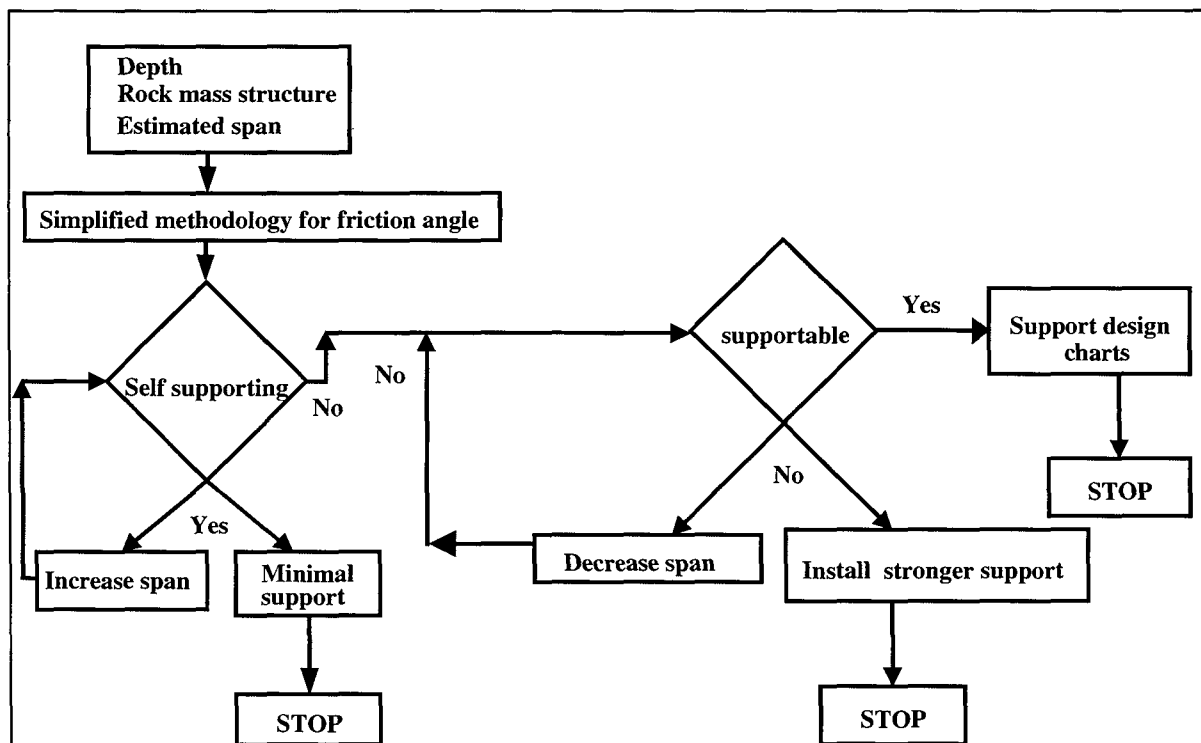 Depth
Rock mass structure
Estimated span
Simplified methodology for friction angle
Self supporting
No
Yes
Increase span
Minimal
support
STOP
No
supportable
Yes
Support design
charts
STOP
No
Decrease span
Install stronger support
STOP